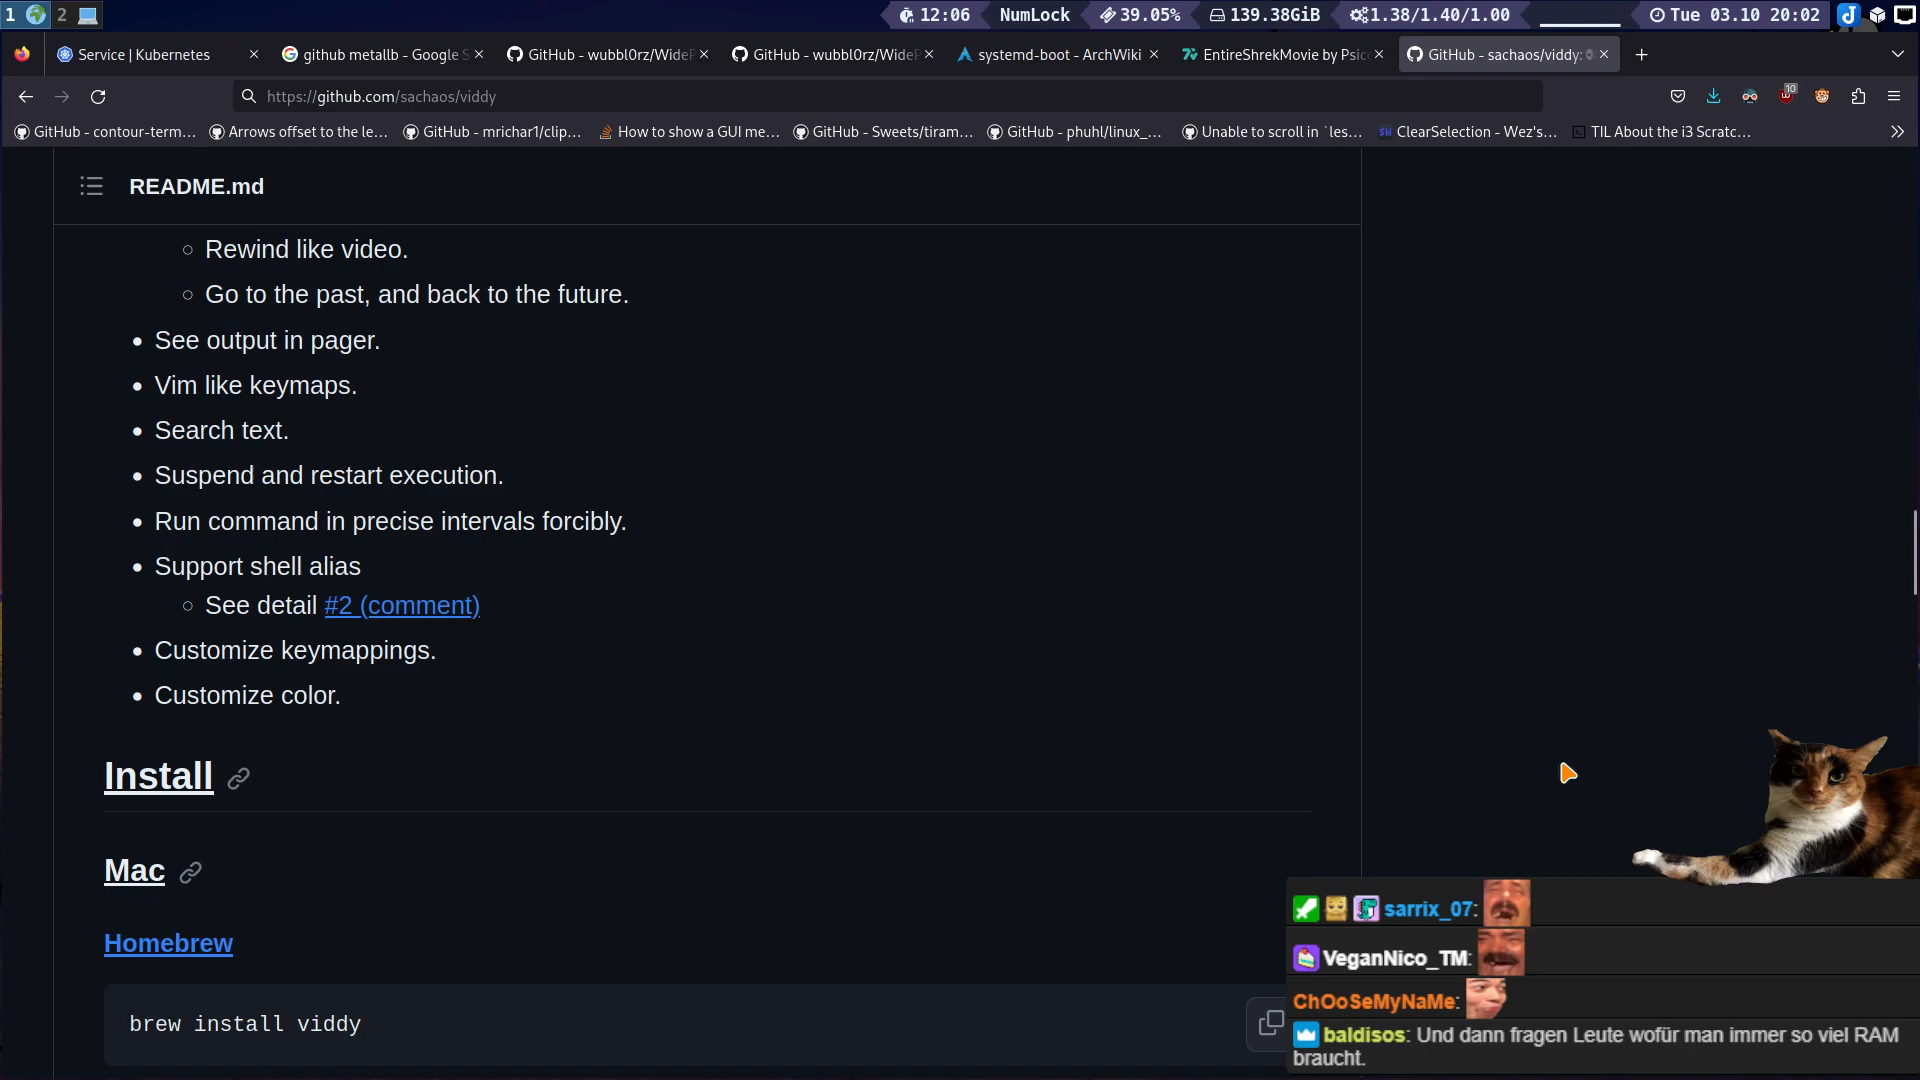 1
2
12:06
NumLock
39.05%
139.38GiB
1.38/1.40/1.00
Tue 03.10 20:02
Service | Kubernetes
github metallb - Google S
GitHub - wubbl0rz/WideP
GitHub - wubbl0rz/WideP
systemd-boot - ArchWiki
EntireShrekMovie by Psic
GitHub - sachaos/viddy:
https://github.com/sachaos/viddy
10
GitHub - contour-term...
Arrows offset to the le...
GitHub - mrichar1/clip...
How to show a GUI me...
GitHub - Sweets/tiram...
GitHub - phuhl/linux_...
Unable to scroll in `les...
ClearSelection - Wez's...
TIL About the i3 Scratc...
README.md
Rewind like video.
Go to the past, and back to the future.
See output in pager.
Vim like keymaps.
Search text.
Suspend and restart execution.
Run command in precise intervals forcibly.
Support shell alias
See detail #2 (comment)
Customize keymappings.
Customize color.
Install
Mac
Homebrew
brew install viddy
sarrix_07:
VeganNico_TM:
ChOoSeMyNaMe:
baldisos: Und dann fragen Leute wofür man immer so viel RAM
braucht.